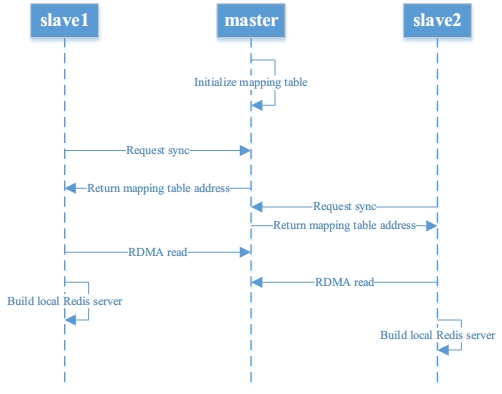 slave1
master
slave2
Initialize mapping table
Request sync
Return mapping table address
Request sync
Return mapping table address
RDMA read
RDMA read
Build local Redis server
Build local Redis server